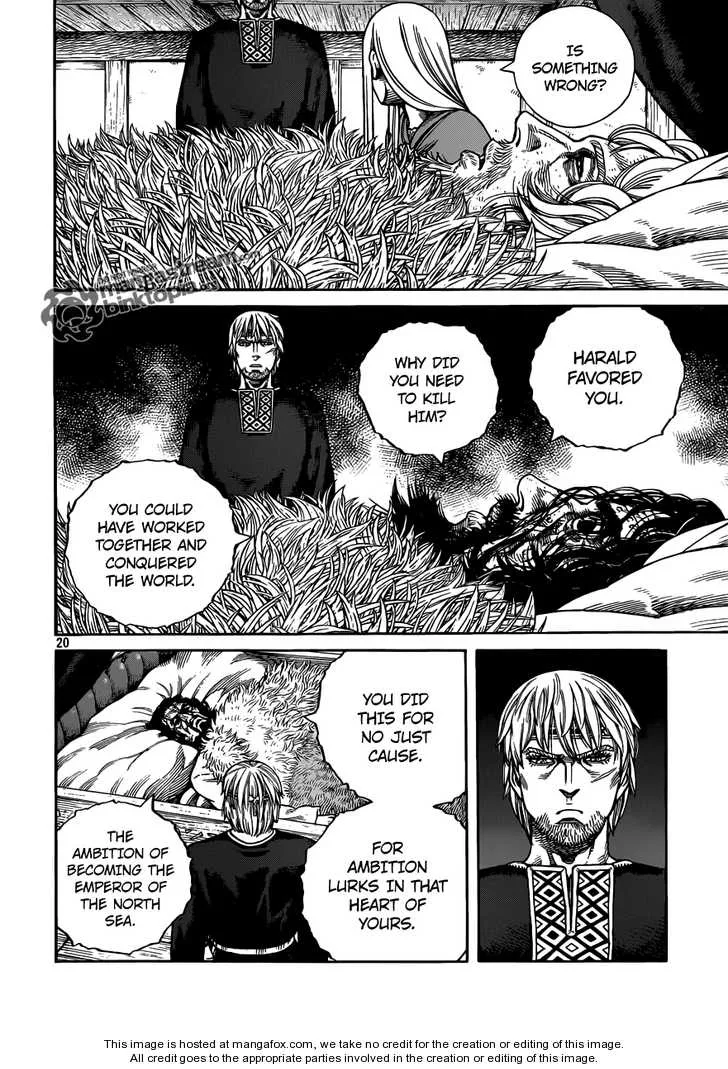 IS
SOMETHING
WRONG?
HARALD
FAVORED
YOU.
WHY DID
YOU NEED
TO KILL
HIM?
YOU COULD
HAVE WORKED
TOGETHER AND
CONQUERED
THE WORLD.
20
YOU DID
THIS FOR
NO JUST
CAUSE.
FOR
AMBITION
LURKS IN THAT
HEART OF
YOURS.
THE
AMBITION OF
BECOMING THE
EMPEROR OF
THE NORTH
SEA.
This image is hosted at mangafox.com, we take no credit for the creation or editing of this image.
All credit goes to the appropriate parties involved in the creation or editing of this image.